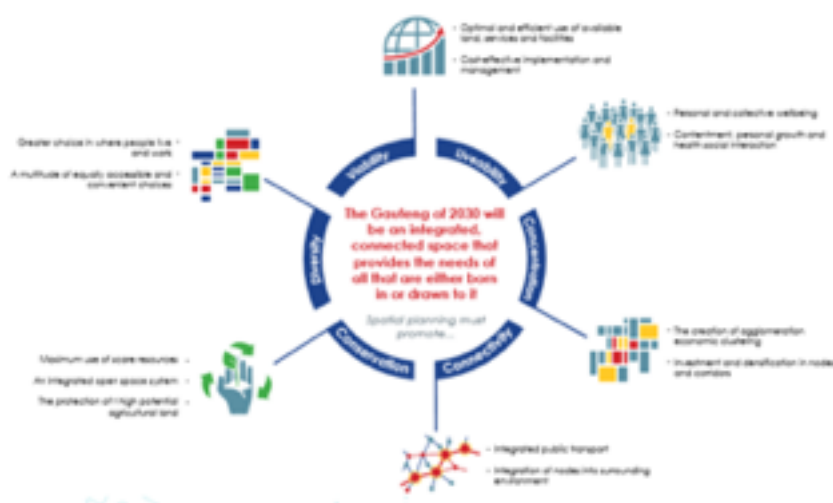 Optimal and efficient use of available
land, services and facilities
Cost-effective implementation and
management
Personal and collective wellbeing
Contentment, personal growth and
health social interaction
The creation of agglomeration
economic clustering
Investment and densification in nodes
and corridors
Integrated public transport
Integration of nodes into surrounding
environment
Maximum use of scare resources
An integrated open space system
The protection of high potential
agricultural land
Greater choice in where people live
and work
A multitude of equally accessible and
convenient choices
Viability
Liveability
Concentration
Connectivity
Conservation
Diversity
The Gauteng of 2030 will
be an integrated,
connected space that
provides the needs of
all that are either born
in or drawn to it
Spatial planning must
promote...